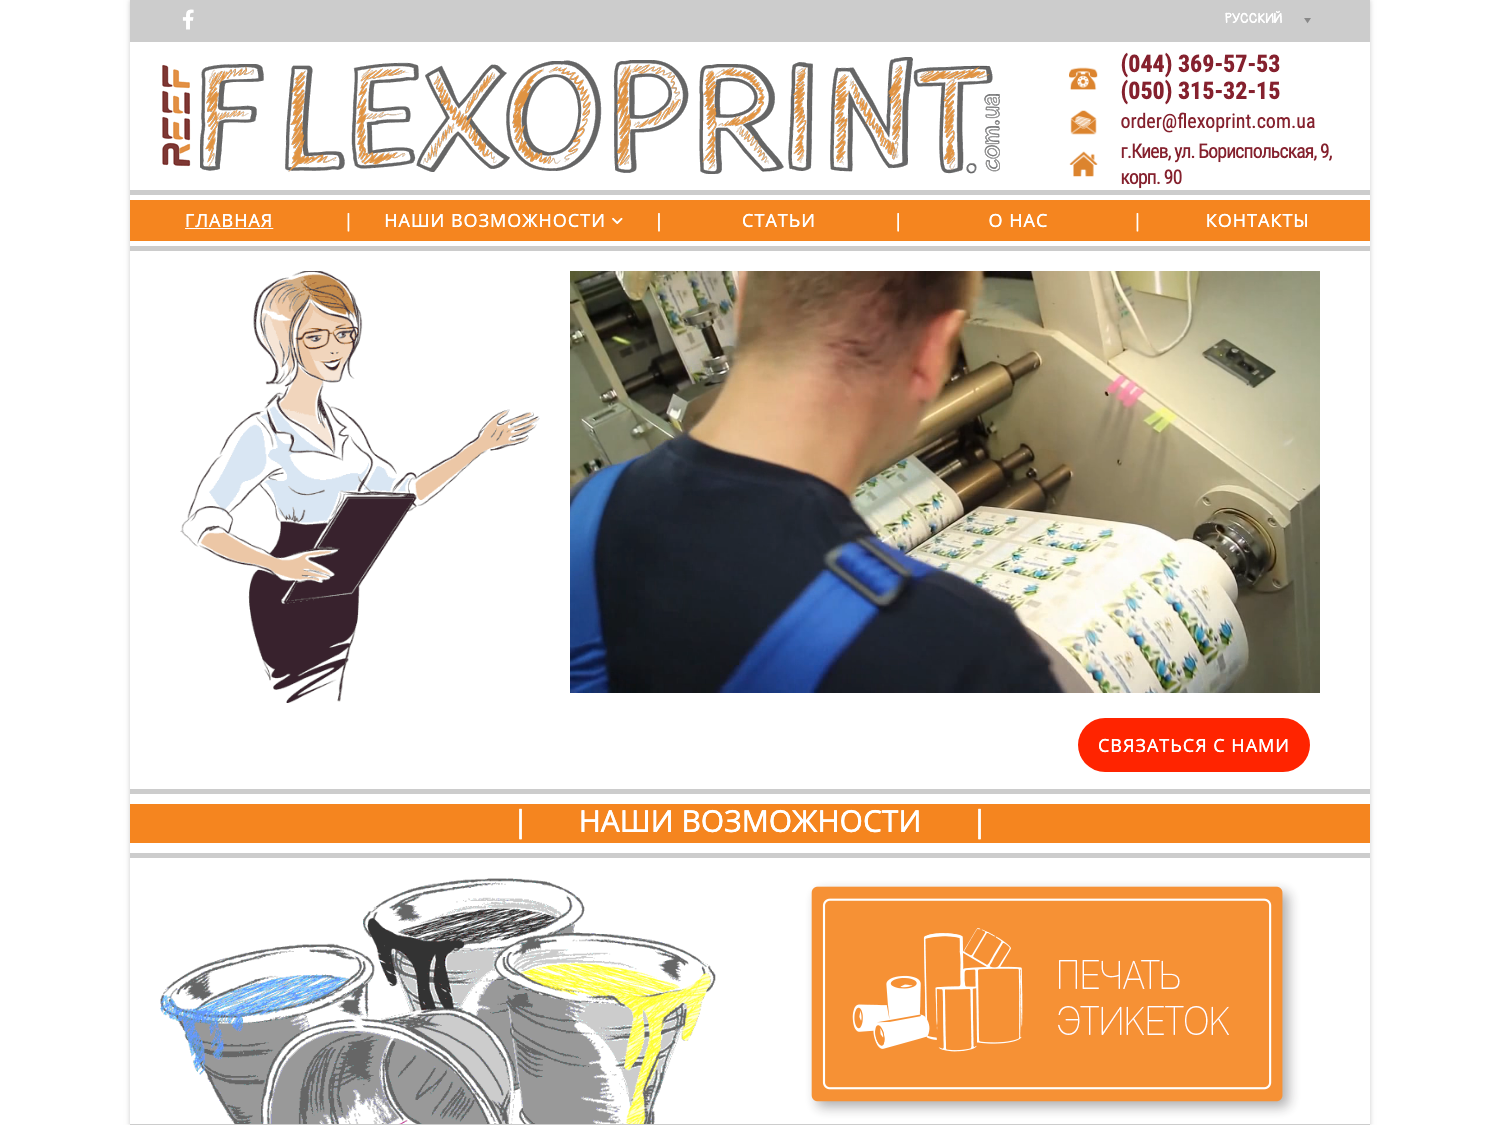 РУССКИЙ
REEF
FLEXOPRINT.
com.ua
(044) 369-57-53
(050) 315-32-15
order@flexoprint.com.ua
г.Киев, ул. Бориспольская, 9,
корп. 90
ГЛАВНАЯ | НАШИ ВОЗМОЖНОСТИ | СТАТЬИ | О НАС | КОНТАКТЫ
СВЯЗАТЬСЯ С НАМИ
| НАШИ ВОЗМОЖНОСТИ |
ПЕЧАТЬ
ЭТИКЕТОК